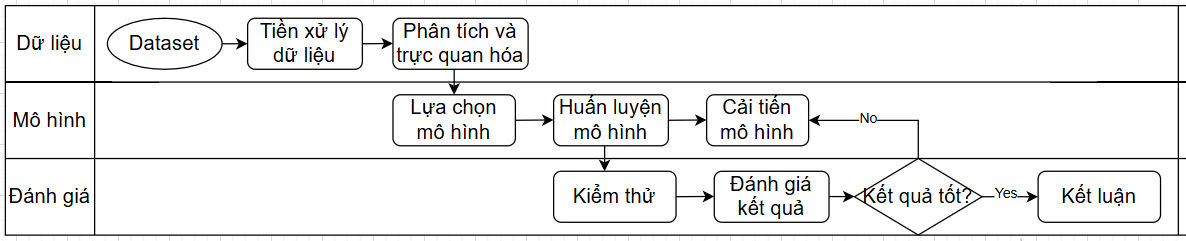 Dữ liệu
Dataset
Tiền xử lý
dữ liệu
Phân tích và
trực quan hóa
Mô hình
Lựa chọn
mô hình
Huấn luyện
mô hình
Cải tiến
mô hình
No
Đánh giá
Kiểm thử
Đánh giá
kết quả
Kết quả tốt?
Yes
Kết luận